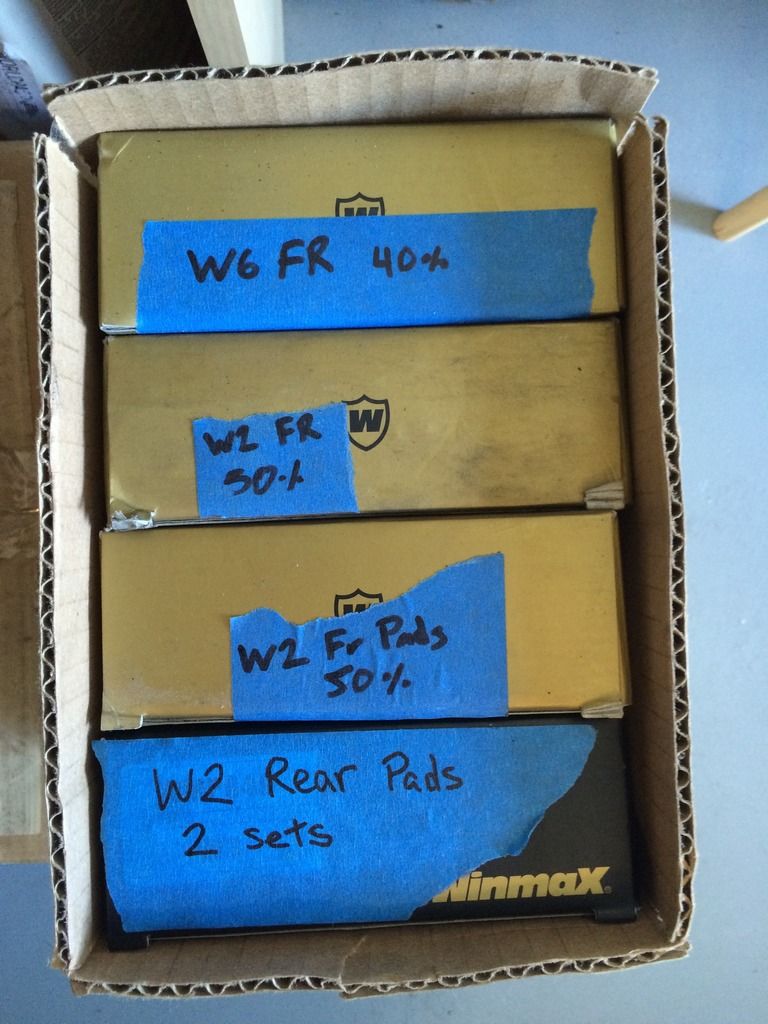 W
W6 FR 40%
W
W2 FR
50%
W
W2 Fr Pads
50%
W2 Rear Pads
2 sets
WinmaX